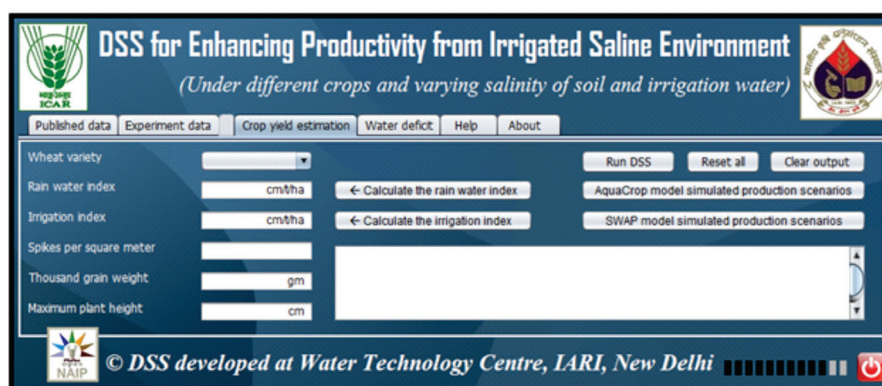 DSS for Enhancing Productivity from Irrigated Saline Environment
(Under different crops and varying salinity of soil and irrigation water)
ICAR
Published data Experiment data Crop yield estimation Water deficit Help About
Wheat variety
Run DSS Reset all Clear output
Rain water index cm/t/ha ← Calculate the rain water index AquaCrop model simulated production scenarios
Irrigation index cm/t/ha ← Calculate the irrigation index SWAP model simulated production scenarios
Spikes per square meter
Thousand grain weight gm
Maximum plant height cm
NAIP
© DSS developed at Water Technology Centre, IARI, New Delhi